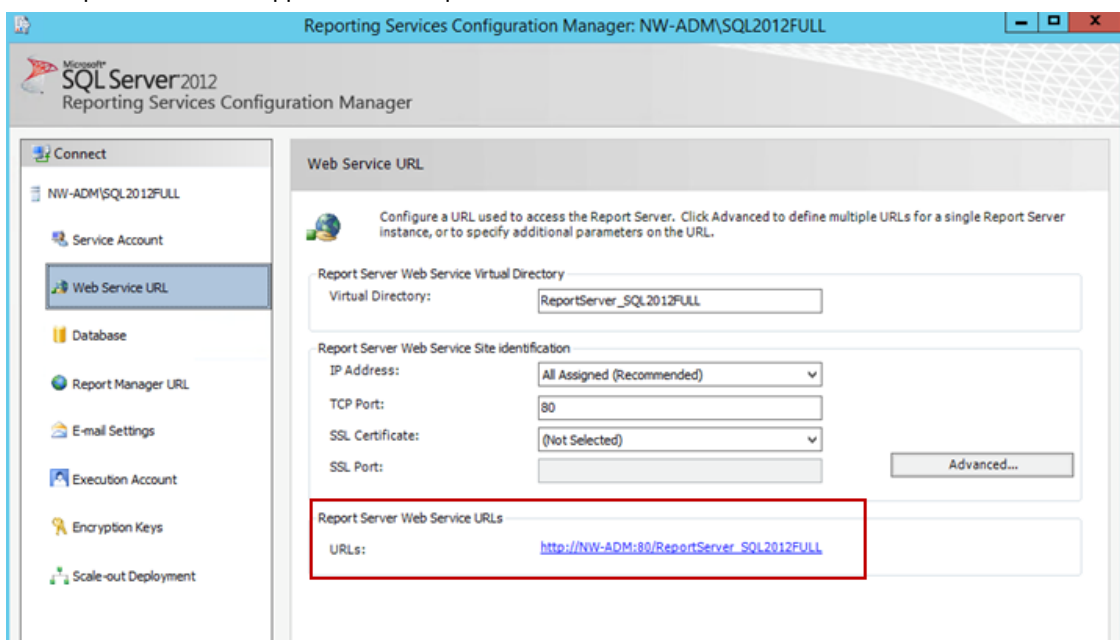 Reporting Services Configuration Manager: NW-ADM\SQL2012FULL
Microsoft®
SQL Server 2012
Reporting Services Configuration Manager
Connect
NW-ADM\SQL2012FULL
Service Account
Web Service URL
Database
Report Manager URL
E-mail Settings
Execution Account
Encryption Keys
Scale-out Deployment
Web Service URL
Configure a URL used to access the Report Server. Click Advanced to define multiple URLs for a single Report Server
instance, or to specify additional parameters on the URL.
Report Server Web Service Virtual Directory
Virtual Directory: ReportServer_SQL2012FULL
Report Server Web Service Site identification
IP Address: All Assigned (Recommended)
TCP Port: 80
SSL Certificate: (Not Selected)
SSL Port:
Advanced...
Report Server Web Service URLs
URLs: http://NW-ADM:80/ReportServer_SQL2012FULL